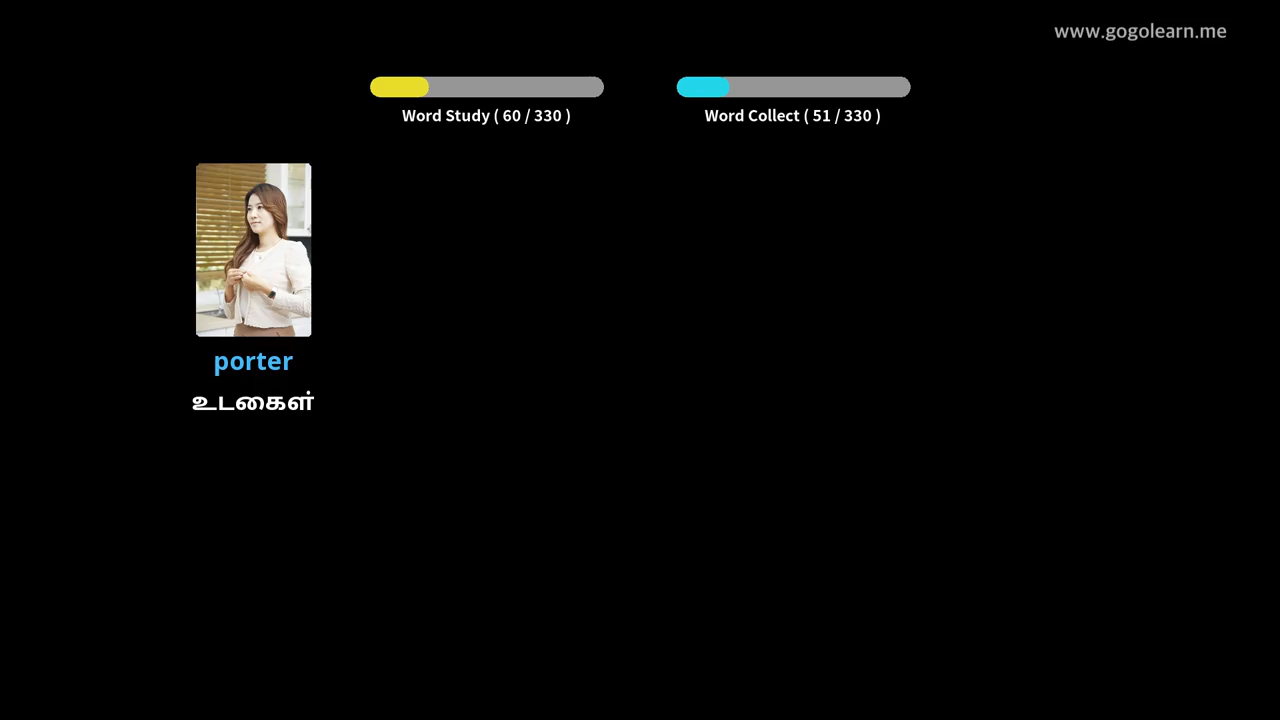 www.gogolearn.me
Word Study ( 60 / 330 )
Word Collect ( 51 / 330 )
porter
உடகைள்